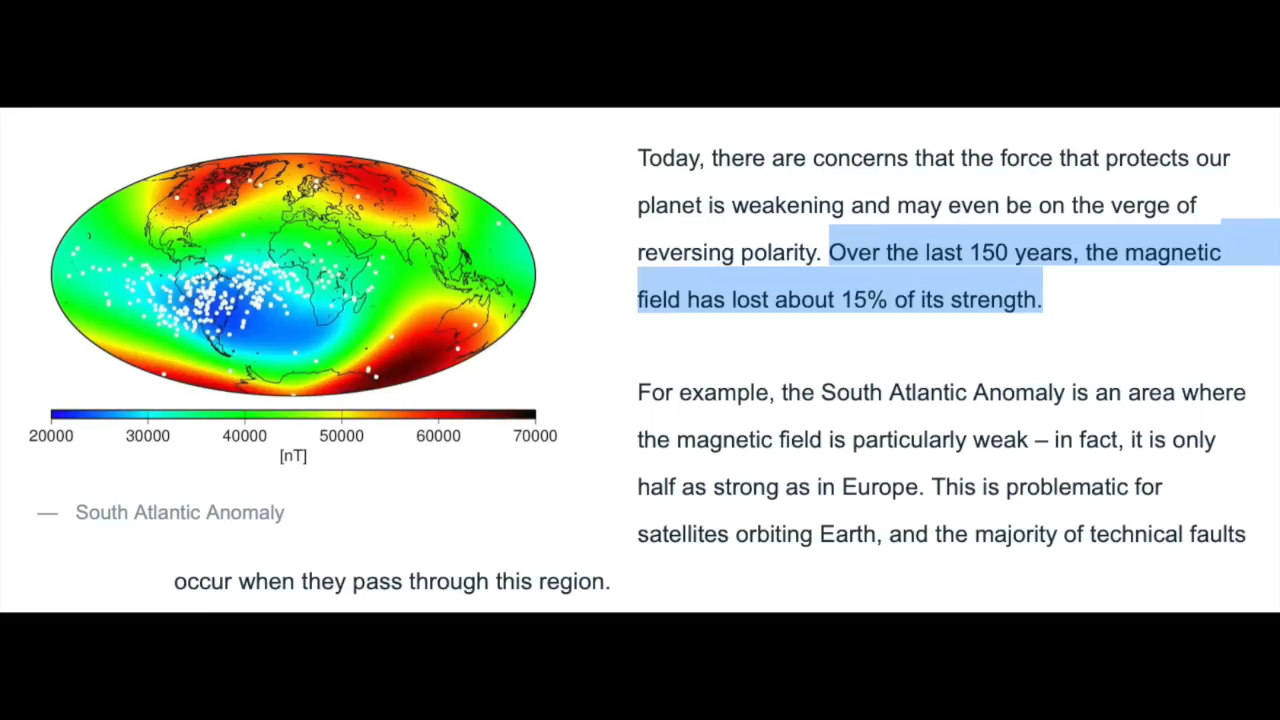 Today, there are concerns that the force that protects our
planet is weakening and may even be on the verge of
reversing polarity. Over the last 150 years, the magnetic
field has lost about 15% of its strength.
For example, the South Atlantic Anomaly is an area where
the magnetic field is particularly weak – in fact, it is only
half as strong as in Europe. This is problematic for
satellites orbiting Earth, and the majority of technical faults
occur when they pass through this region.
20000 30000 40000 50000 60000 70000
[nT]
— South Atlantic Anomaly